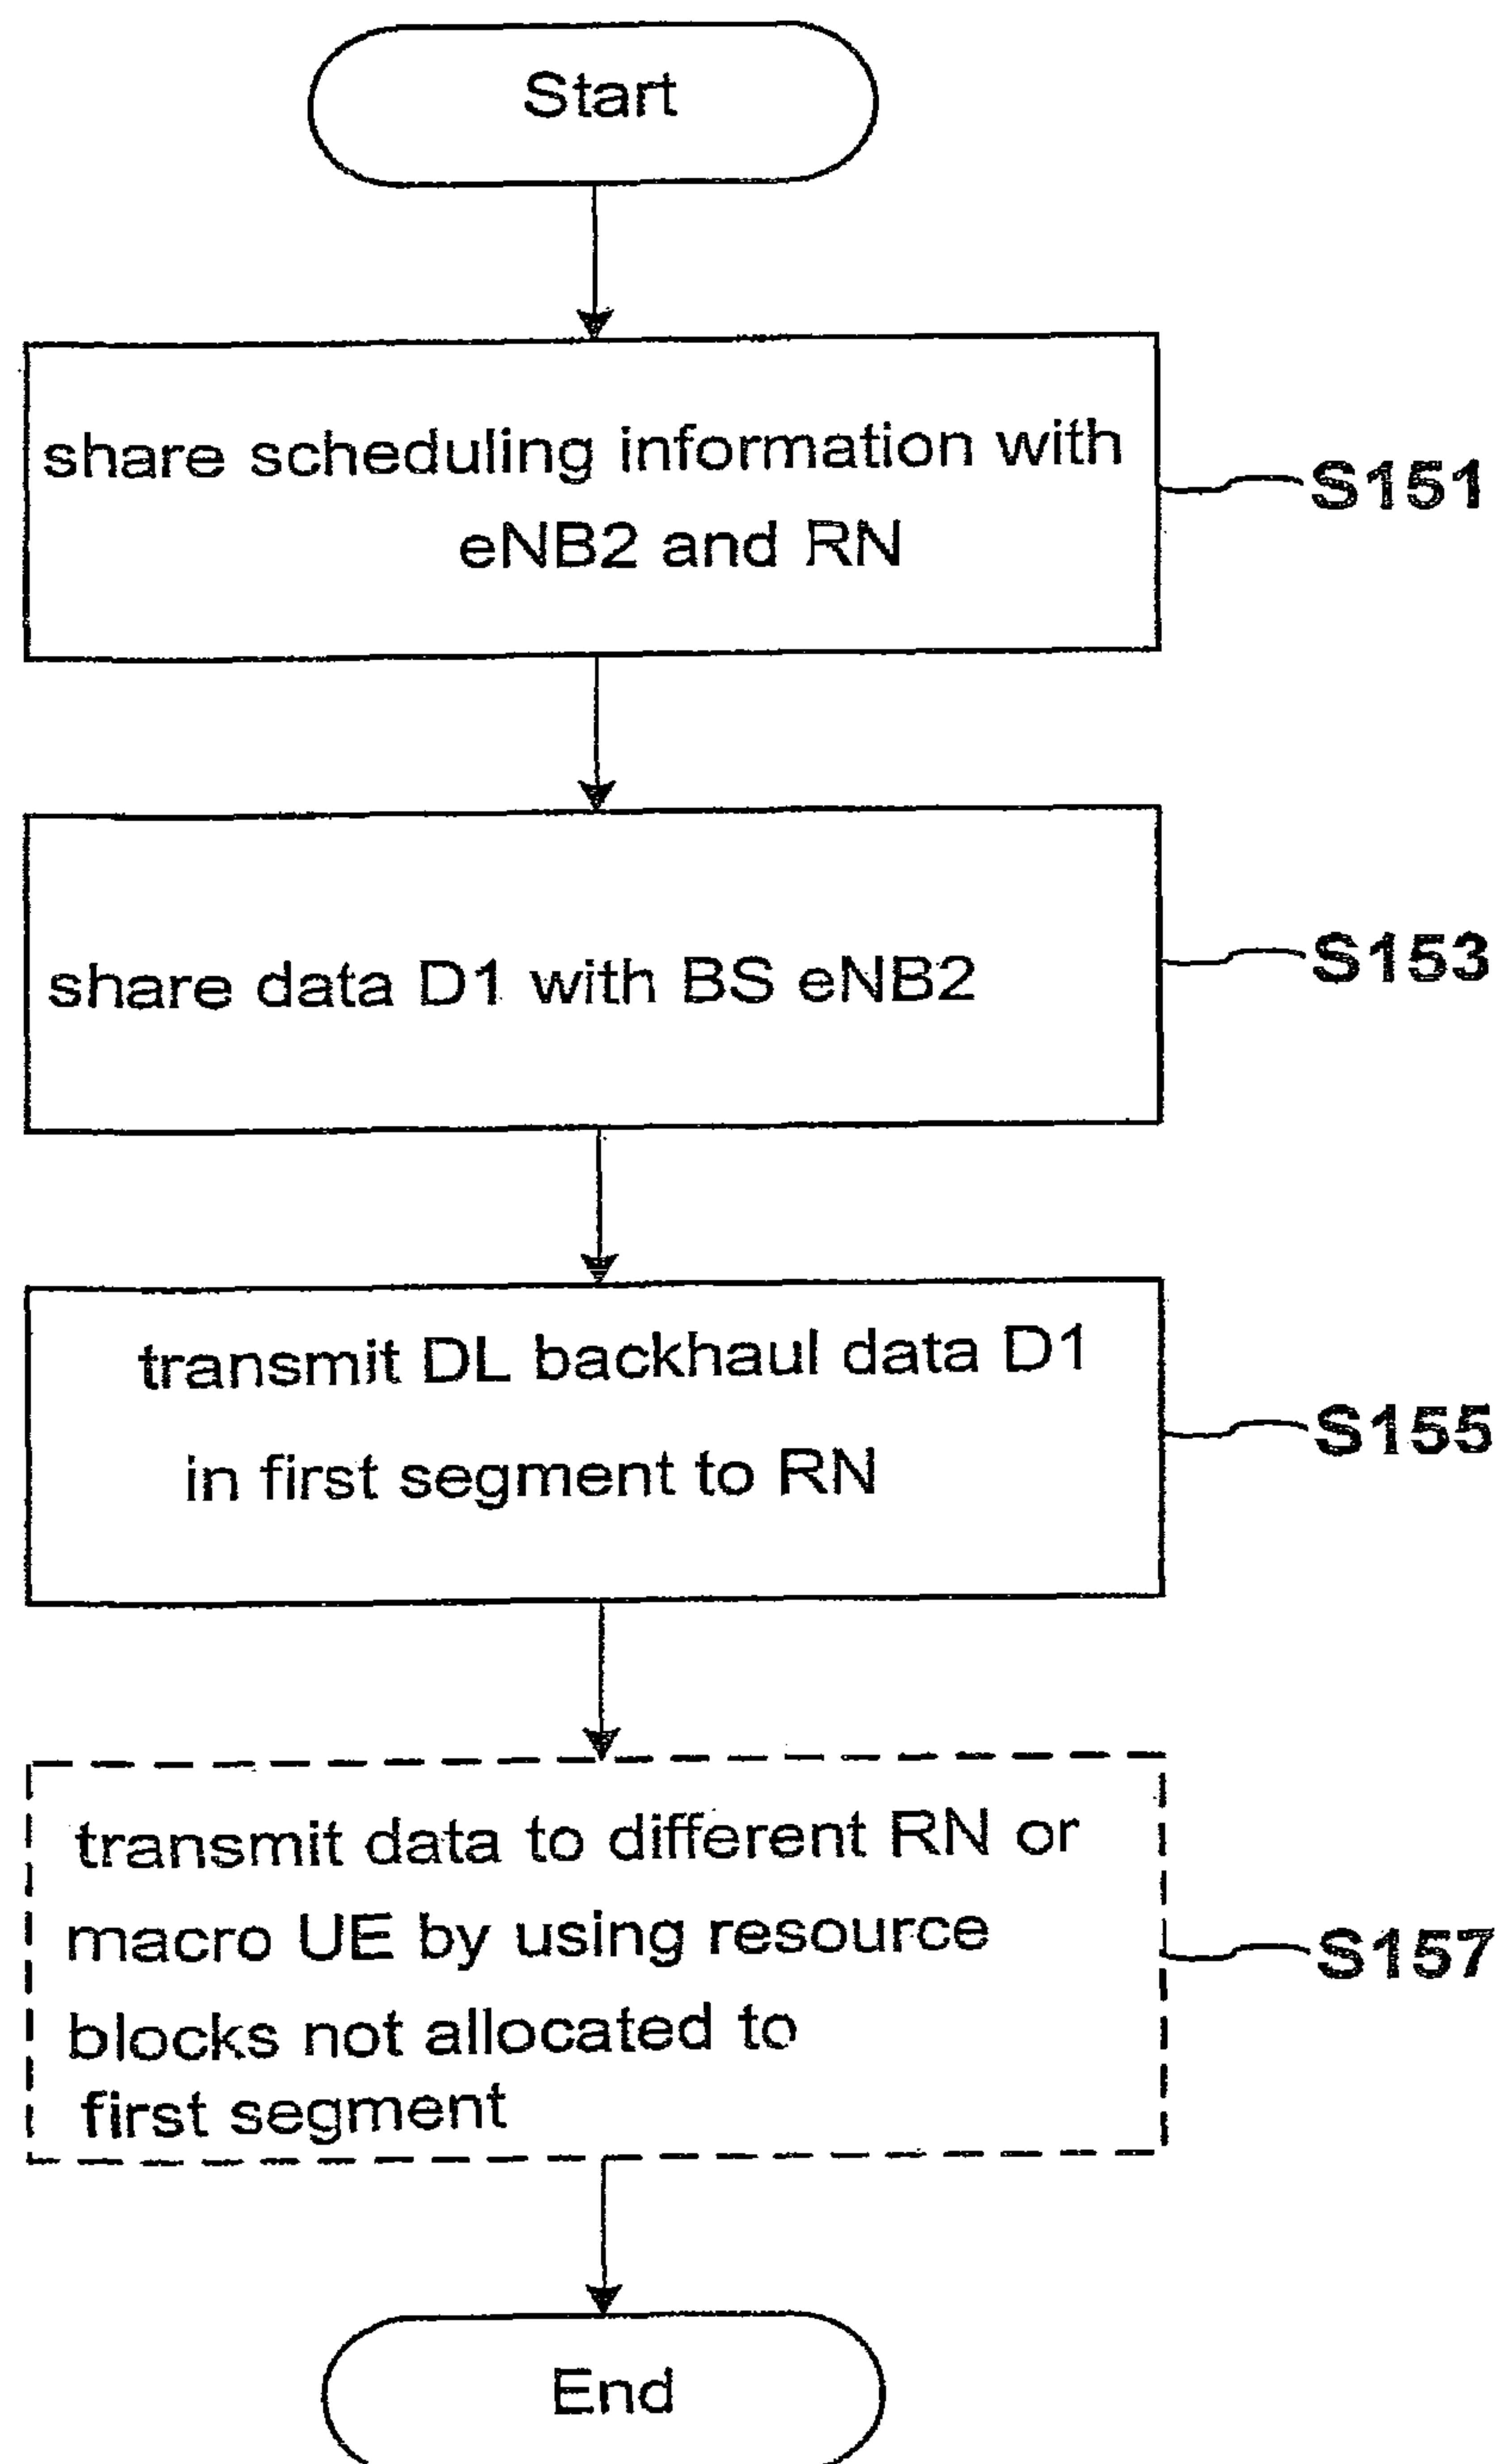 Start
share scheduling information with
eNB2 and RN
S151
share data D1 with BS eNB2
S153
transmit DL backhaul data D1
in first segment to RN
S155
transmit data to different RN or
macro UE by using resource
blocks not allocated to
first segment
S157
End